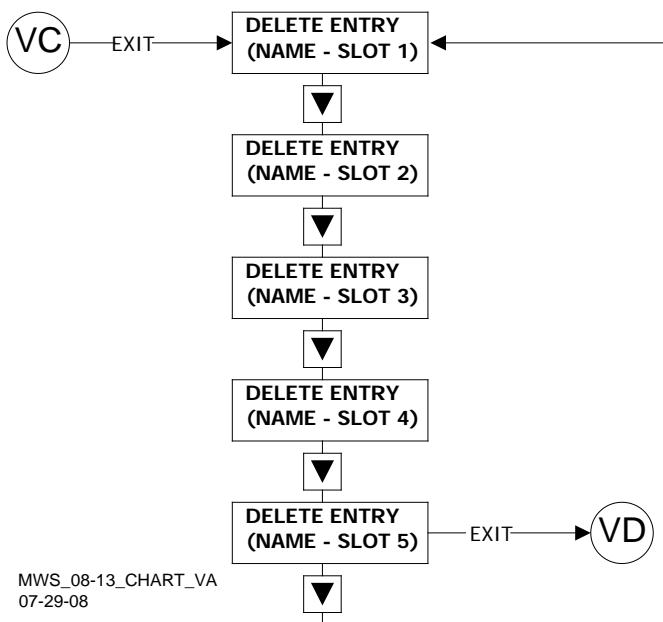 VC
EXIT
DELETE ENTRY
(NAME - SLOT 1)
DELETE ENTRY
(NAME - SLOT 2)
DELETE ENTRY
(NAME - SLOT 3)
DELETE ENTRY
(NAME - SLOT 4)
DELETE ENTRY
(NAME - SLOT 5)
EXIT
VD
MWS_08-13_CHART_VA
07-29-08